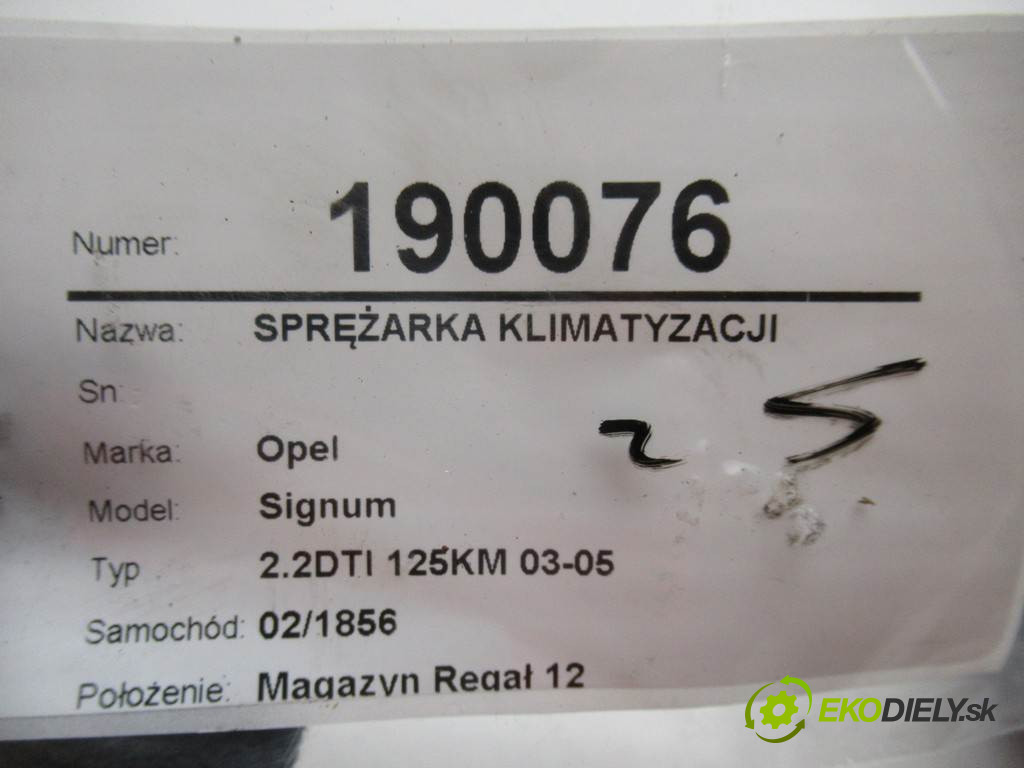 Numer: 190076
Nazwa: SPRĘŻARKA KLIMATYZACJI
Sn:
Marka: Opel
Model: Signum
Typ 2.2DTI 125KM 03-05
Samochód: 02/1856
Położenie: Magazyn Regał 12
EKODIELY.sk